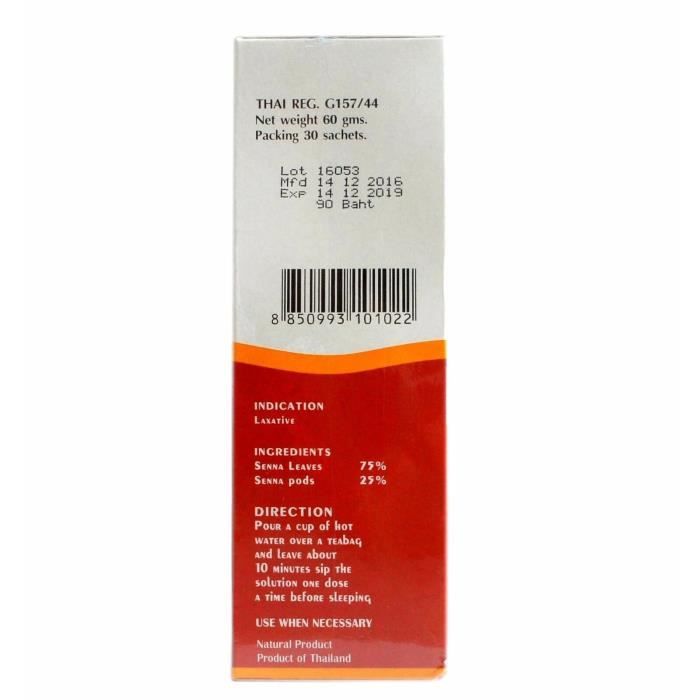 THAI REG. G157/44
Net weight 60 gms.
Packing 30 sachets.
Lot 16053
Mfd 14 12 2016
Exp 14 12 2019
90 Baht
8 850993 101022
INDICATION
Laxative
INGREDIENTS
Senna Leaves 75%
Senna pods 25%
DIRECTION
Pour a cup of hot
water over a teabag
and leave about
10 minutes sip the
solution one dose
a time before sleeping
USE WHEN NECESSARY
Natural Product
Product of Thailand